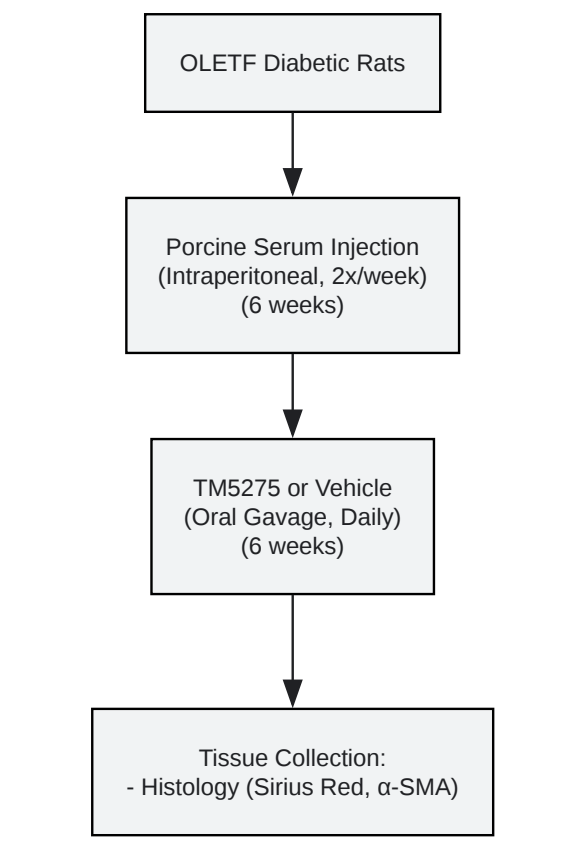 OLETF Diabetic Rats
Porcine Serum Injection
(Intraperitoneal, 2x/week)
(6 weeks)
TM5275 or Vehicle
(Oral Gavage, Daily)
(6 weeks)
Tissue Collection:
- Histology (Sirius Red, α-SMA)